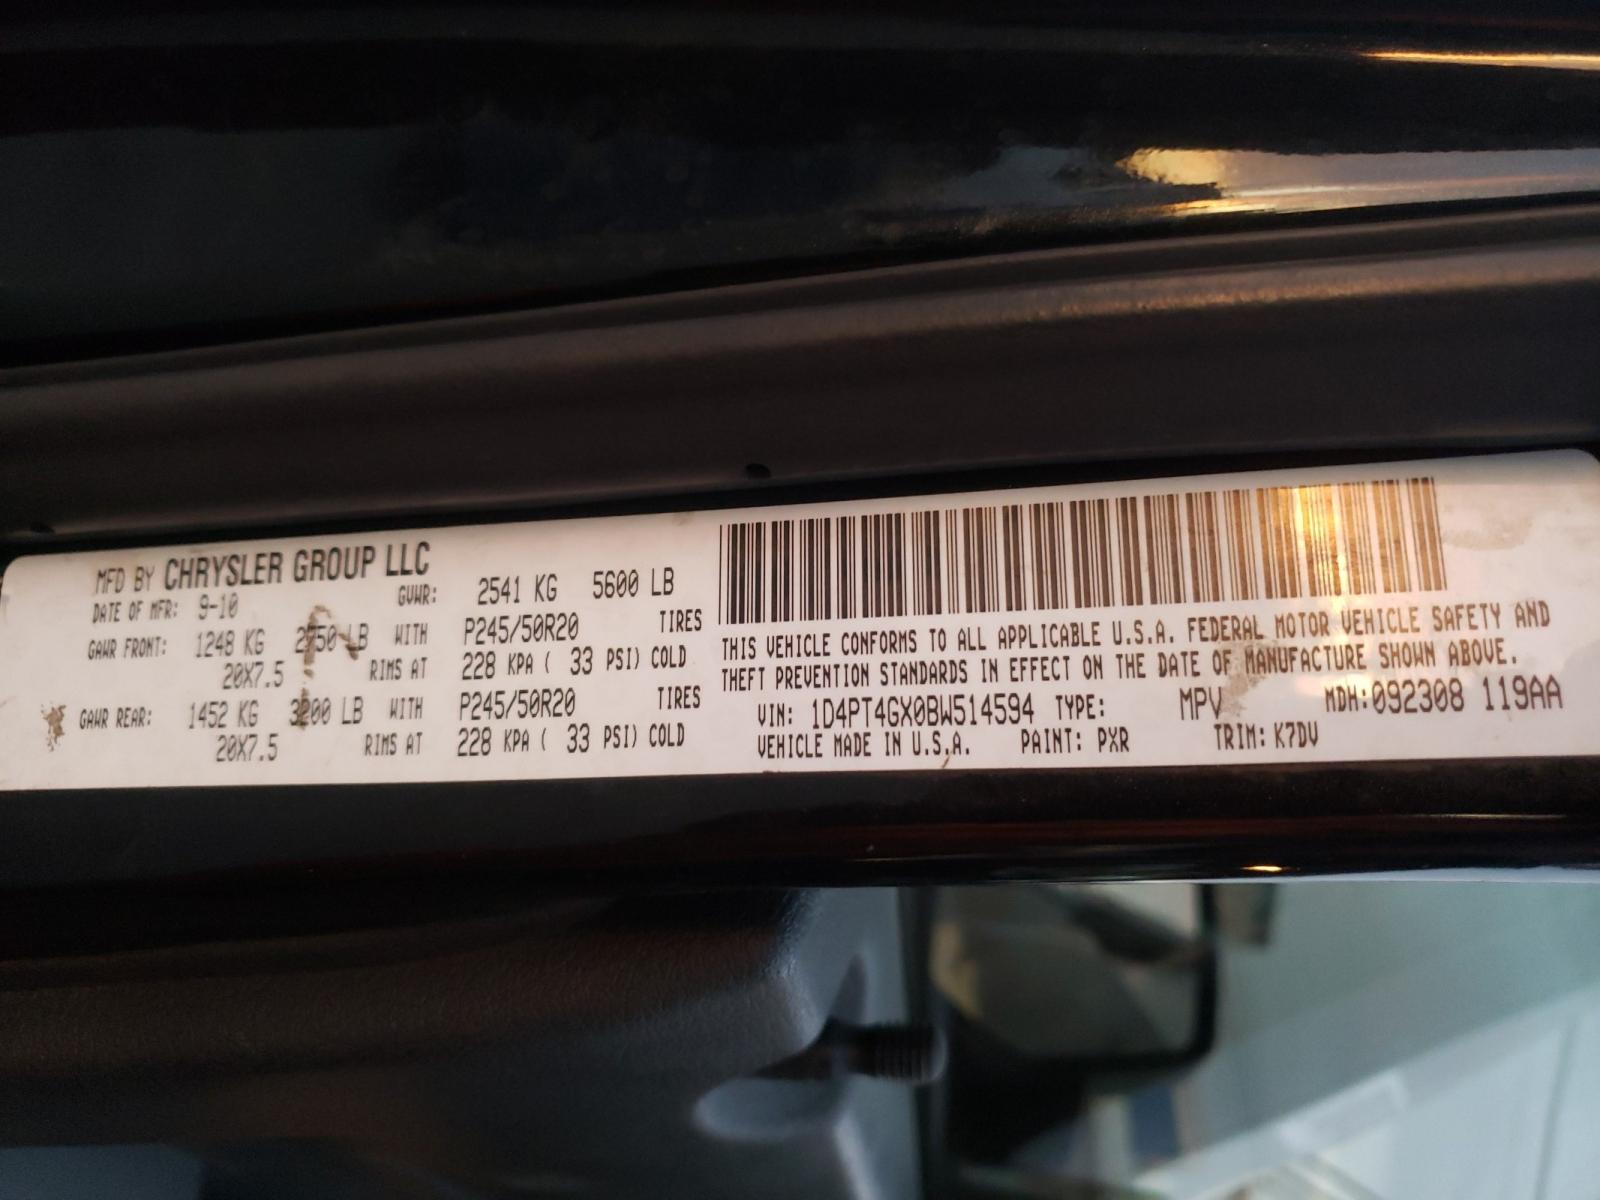 MFD BY CHRYSLER GROUP LLC
DATE OF MFR: 9-10 GVWR: 2541 KG 5600 LB
GAWR FRONT: 1248 KG 2750 LB WITH P245/50R20 TIRES
20X7.5 RIMS AT 228 KPA ( 33 PSI) COLD
GAWR REAR: 1452 KG 3200 LB WITH P245/50R20 TIRES
20X7.5 RIMS AT 228 KPA ( 33 PSI) COLD
THIS VEHICLE CONFORMS TO ALL APPLICABLE U.S.A. FEDERAL MOTOR VEHICLE SAFETY AND
THEFT PREVENTION STANDARDS IN EFFECT ON THE DATE OF MANUFACTURE SHOWN ABOVE.
VIN: 1D4PT4GX0BW514594 TYPE: MPV MDH:092308 119AA
VEHICLE MADE IN U.S.A. PAINT: PXR TRIM: K7DV